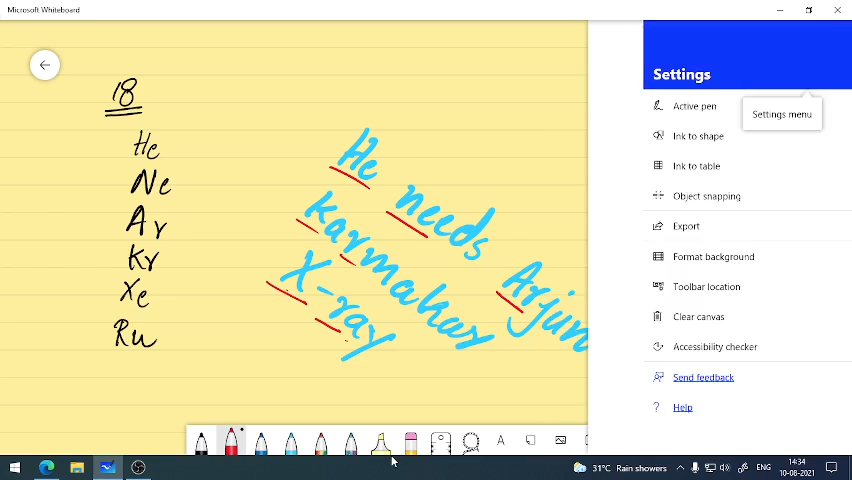 Microsoft Whiteboard
18
He
Ne
Ar
Kr
Xe
Ru
He needs Arjun
karmakar
X-ray
Settings
Settings menu
Active pen
Ink to shape
Ink to table
Object snapping
Export
Format background
Toolbar location
Clear canvas
Accessibility checker
Send feedback
? Help
A
31°C Rain showers
ENG
14:34
10-08-2021